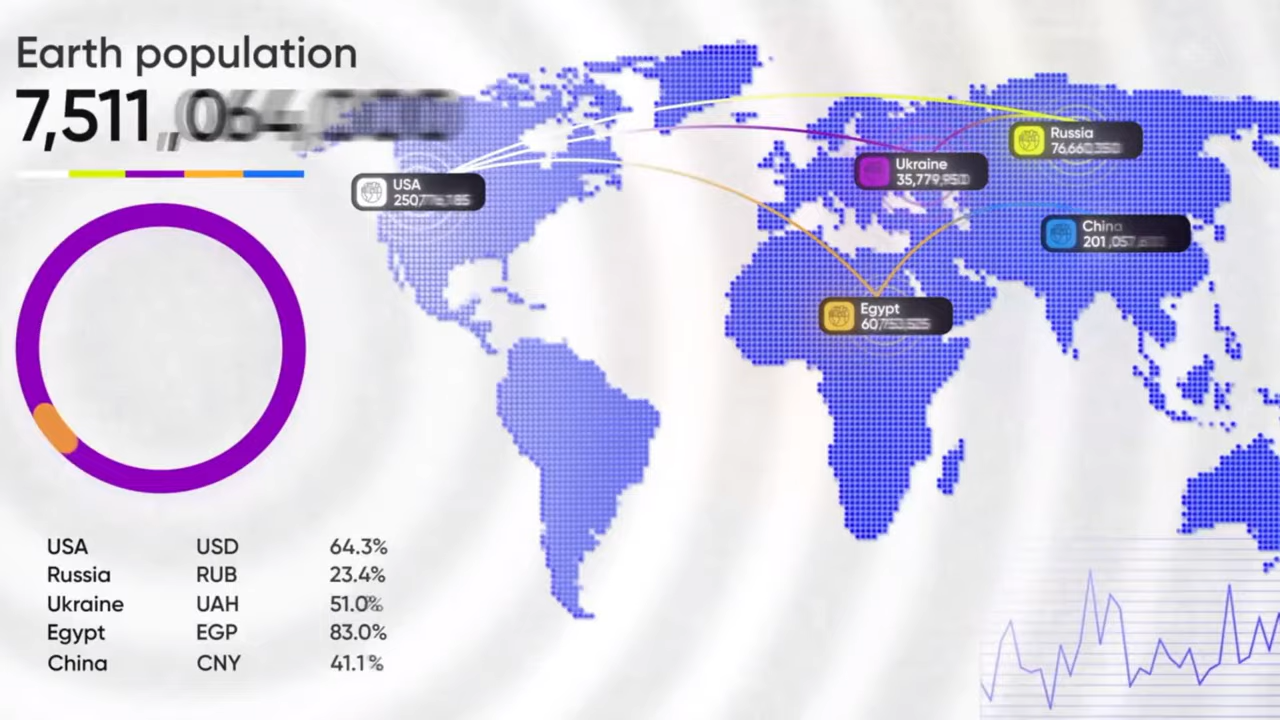 Earth population
7,511
USA
Russia
Ukraine
35,779,950
China
Egypt
USA USD 64.3%
Russia RUB 23.4%
Ukraine UAH 51.0%
Egypt EGP 83.0%
China CNY 41.1%